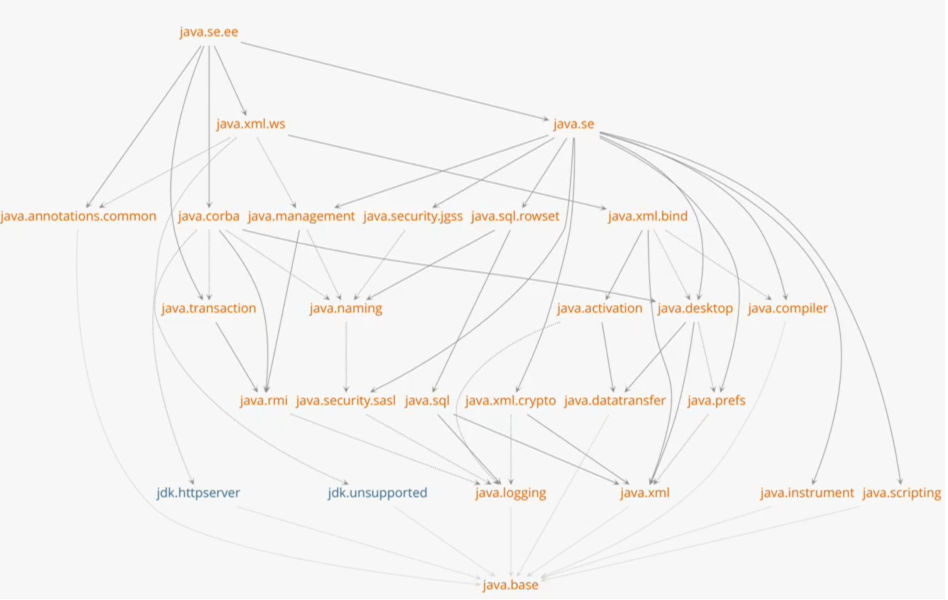 java.se.ee
java.xml.ws
java.se
java.annotations.common
java.corba
java.management
java.security.jgss
java.sql.rowset
java.xml.bind
java.transaction
java.naming
java.activation
java.desktop
java.compiler
java.rmi
java.security.sasl
java.sql
java.xml.crypto
java.datatransfer
java.prefs
jdk.httpserver
jdk.unsupported
java.logging
java.xml
java.instrument
java.scripting
java.base